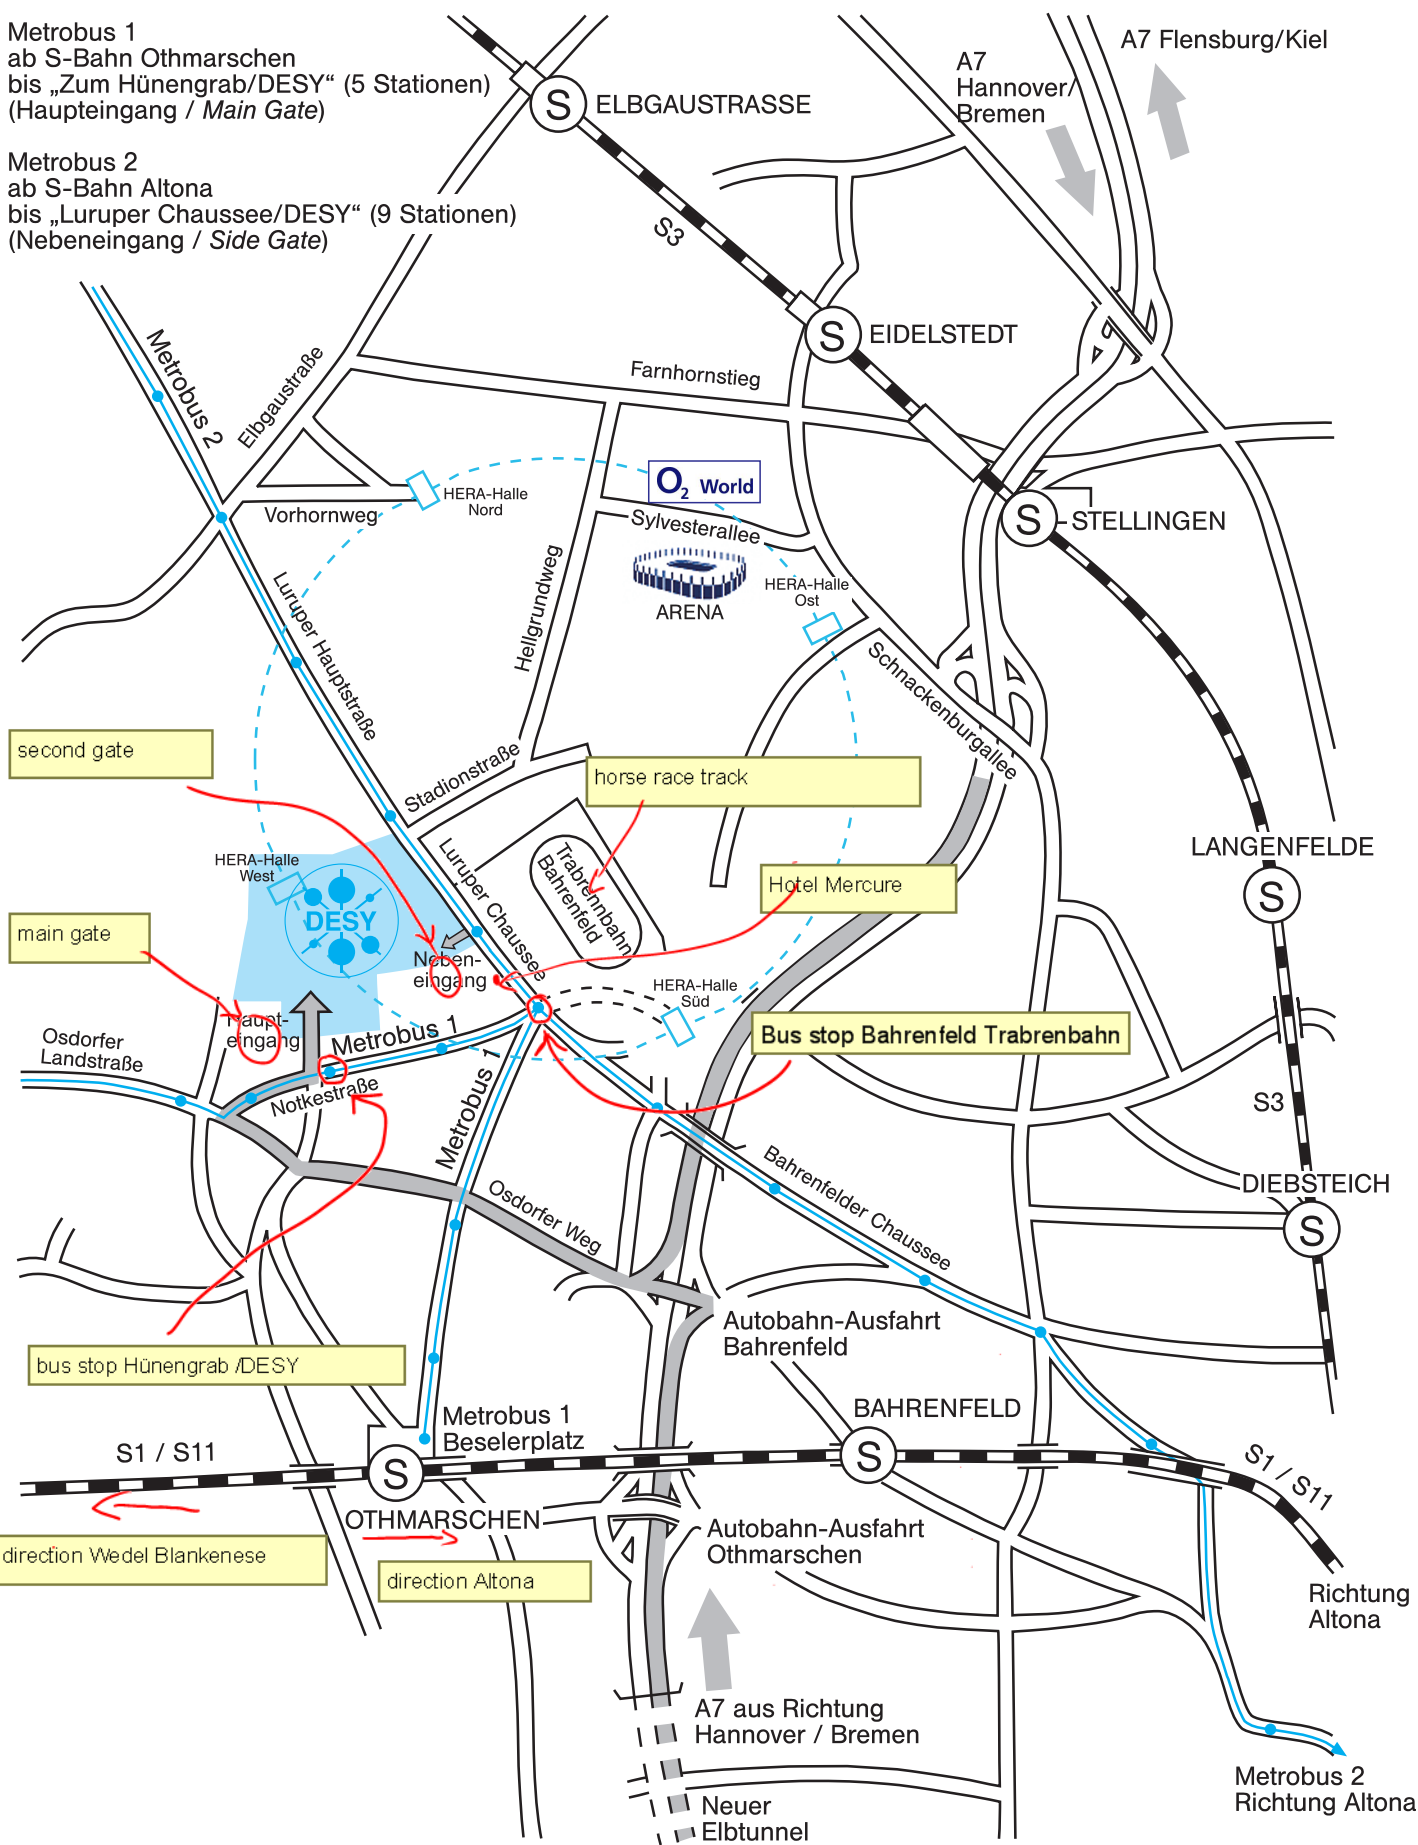 Metrobus 1
ab S-Bahn Othmarschen
bis „Zum Hünengrab/DESY“ (5 Stationen)
(Haupteingang / Main Gate)
Metrobus 2
ab S-Bahn Altona
bis „Luruper Chaussee/DESY“ (9 Stationen)
(Nebeneingang / Side Gate)
A7 Flensburg/Kiel
A7
Hannover/
Bremen
S ELBGAUSTRASSE
S3
S EIDELSTEDT
Metrobus 2
Elbgaustraße
Farnhornstieg
O2 World
HERA-Halle
Nord
Vorhornweg
Sylvesterallee
S STELLINGEN
Hellgrundweg
ARENA
HERA-Halle
Ost
Luruper Hauptstraße
Schnackenburgallee
second gate
Stadionstraße
horse race track
LANGENFELDE
S
HERA-Halle
West
DESY
Luruper Chaussee
Trabrennbahn
Bahrenfeld
Hotel Mercure
main gate
Neben-
eingang
HERA-Halle
Süd
Haupt-
eingang
Metrobus 1
Bus stop Bahrenfeld Trabrenbahn
Osdorfer
Landstraße
Notkestraße
Metrobus 1
S3
Bahrenfelder Chaussee
DIEBSTEICH
S
Osdorfer Weg
Autobahn-Ausfahrt
Bahrenfeld
bus stop Hünengrab /DESY
Metrobus 1
Beselerplatz
BAHRENFELD
S
S1 / S11
S
OTHMARSCHEN
S1 / S11
direction Wedel Blankenese
direction Altona
Autobahn-Ausfahrt
Othmarschen
Richtung
Altona
A7 aus Richtung
Hannover / Bremen
Metrobus 2
Richtung Altona
Neuer
Elbtunnel